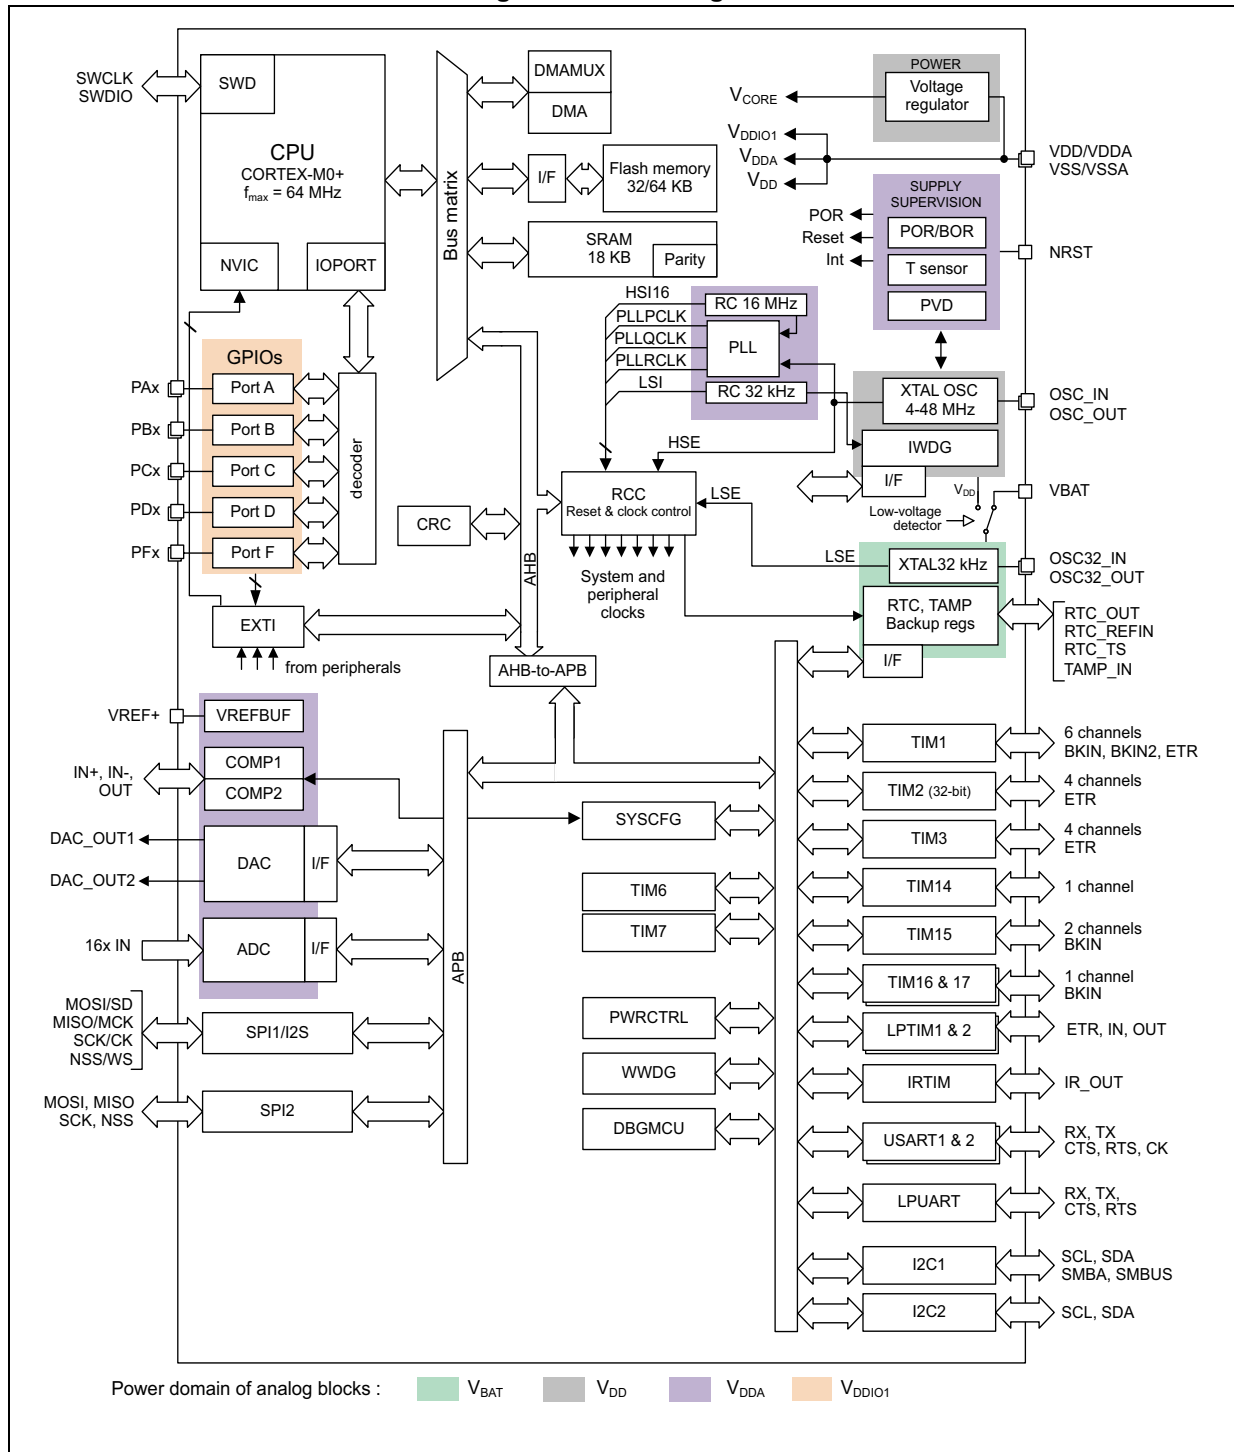 SWCLK
SWDIO
SWD
CPU
CORTEX-M0+
fmax = 64 MHz
NVIC
IOPORT
Bus matrix
DMAMUX
DMA
I/F
Flash memory
32/64 KB
SRAM
18 KB
Parity
POWER
Voltage
regulator
VCORE
VDDIO1
VDDA
VDD
VDD/VDDA
VSS/VSSA
SUPPLY
SUPERVISION
POR/BOR
T sensor
PVD
POR
Reset
Int
NRST
HSI16
PLLPCLK
PLLQCLK
PLLRCLK
LSI
RC 16 MHz
PLL
RC 32 kHz
XTAL OSC
4-48 MHz
IWDG
I/F
OSC_IN
OSC_OUT
HSE
VDD
VBAT
Low-voltage
detector
GPIOs
PAx
Port A
PBx
Port B
PCx
Port C
PDx
Port D
PFx
Port F
decoder
CRC
AHB
RCC
Reset & clock control
LSE
System and
peripheral
clocks
LSE
XTAL32 kHz
OSC32_IN
OSC32_OUT
RTC, TAMP
Backup regs
I/F
RTC_OUT
RTC_REFIN
RTC_TS
TAMP_IN
EXTI
from peripherals
AHB-to-APB
VREF+
VREFBUF
IN+, IN-,
OUT
COMP1
COMP2
DAC_OUT1
DAC_OUT2
DAC
I/F
16x IN
ADC
I/F
MOSI/SD
MISO/MCK
SCK/CK
NSS/WS
SPI1/I2S
MOSI, MISO
SCK, NSS
SPI2
APB
SYSCFG
TIM6
TIM7
PWRCTRL
WWDG
DBGMCU
TIM1
6 channels
BKIN, BKIN2, ETR
TIM2 (32-bit)
4 channels
ETR
TIM3
4 channels
ETR
TIM14
1 channel
TIM15
2 channels
BKIN
TIM16 & 17
1 channel
BKIN
LPTIM1 & 2
ETR, IN, OUT
IRTIM
IR_OUT
USART1 & 2
RX, TX
CTS, RTS, CK
LPUART
RX, TX,
CTS, RTS
I2C1
SCL, SDA
SMBA, SMBUS
I2C2
SCL, SDA
Power domain of analog blocks :
VBAT
VDD
VDDA
VDDIO1